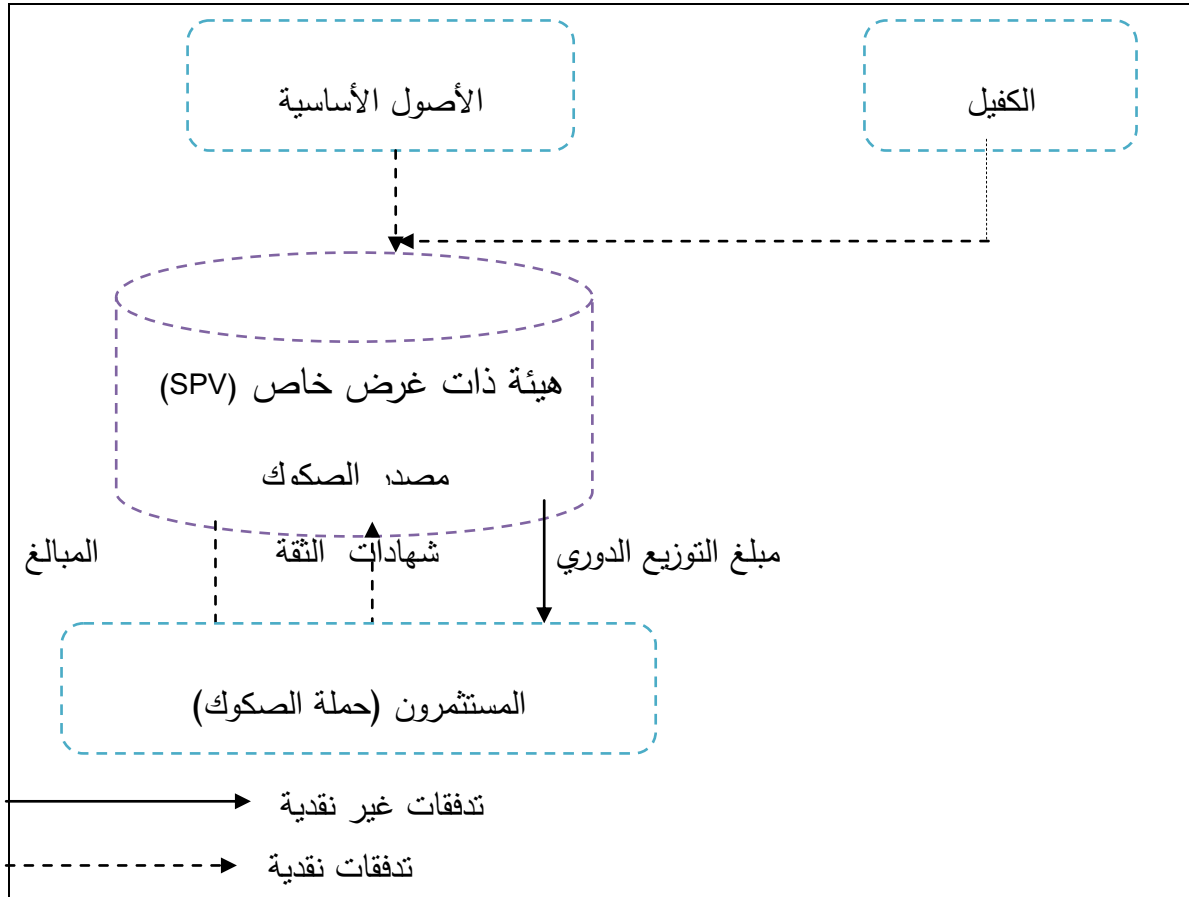 الكفيل
الأصول الأساسية
هيئة ذات غرض خاص (SPV)
مصدر الصكوك
مبلغ التوزيع الدوري
شهادات الثقة
المبالغ
المستثمرون (حملة الصكوك)
تدفقات غير نقدية
تدفقات نقدية